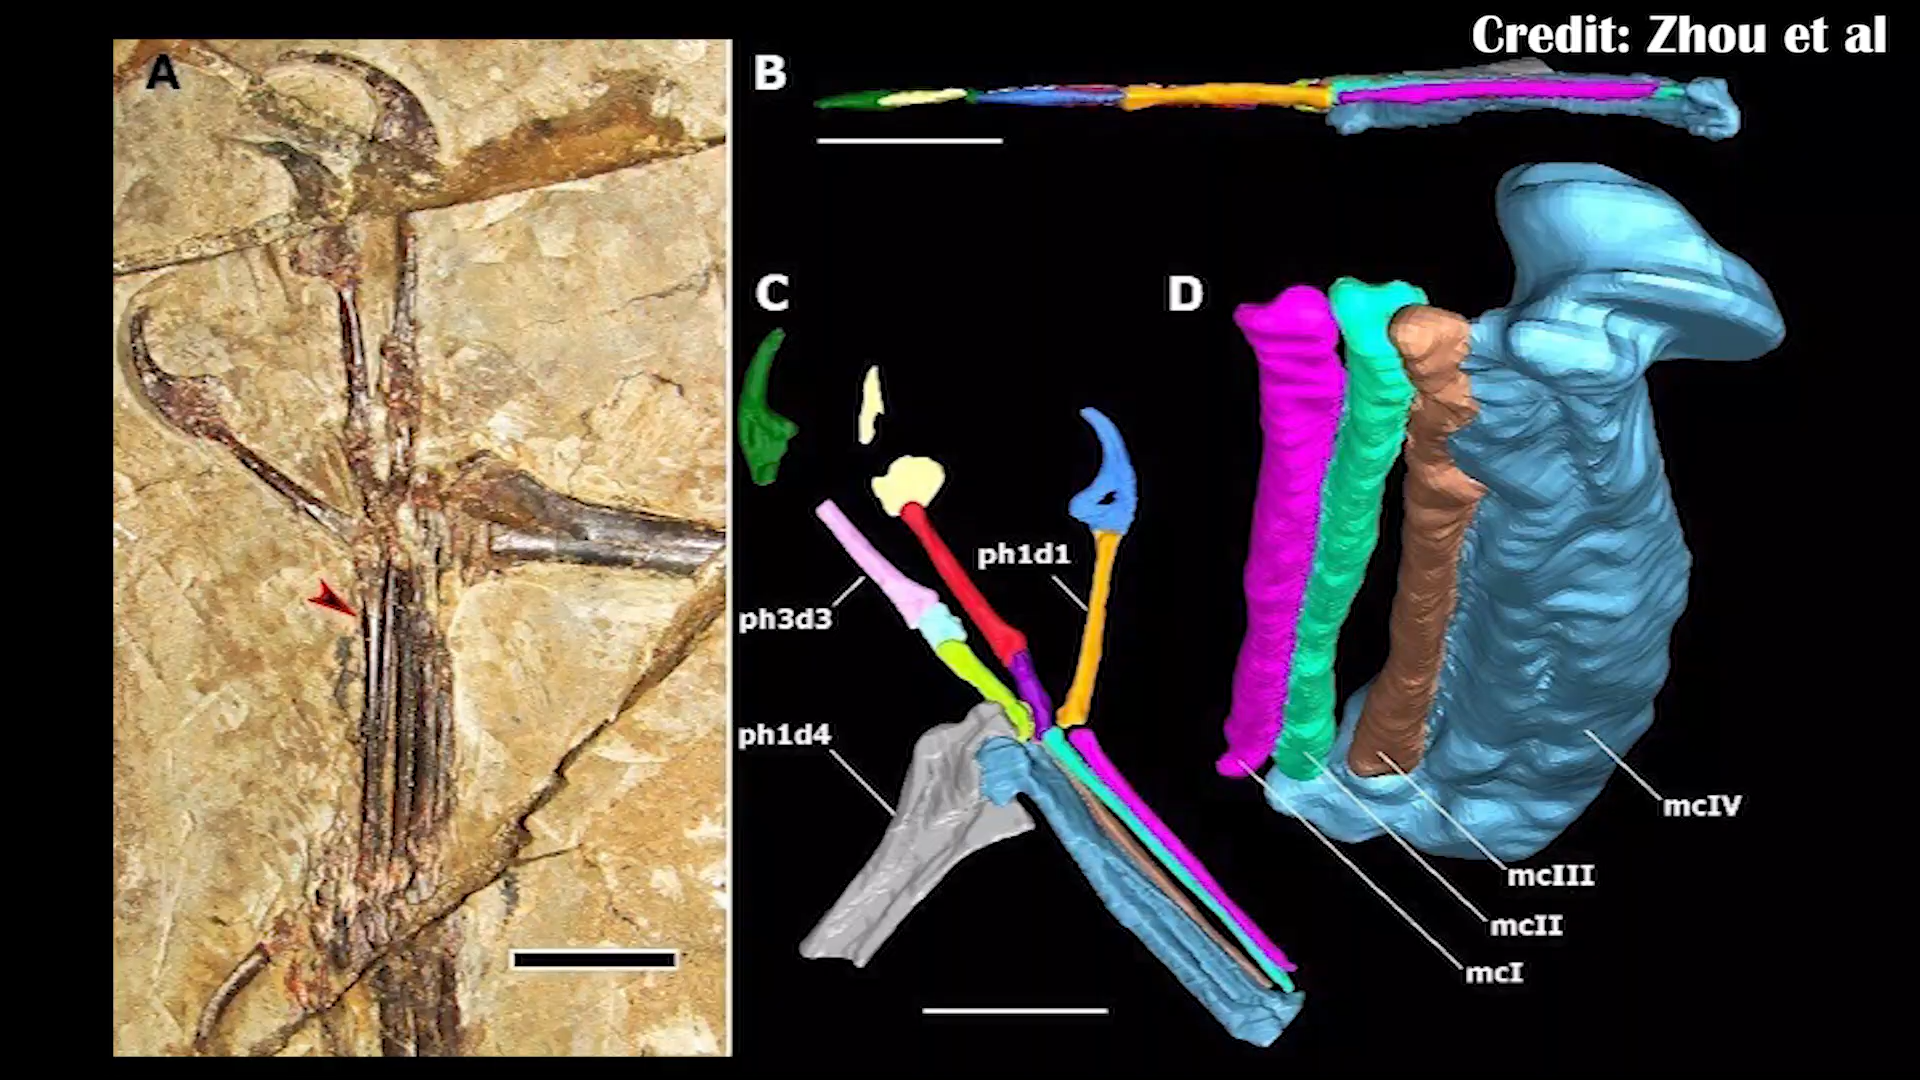 Credit: Zhou et al
A
B
C
D
ph1d1
ph3d3
ph1d4
mcIV
mcIII
mcII
mcI